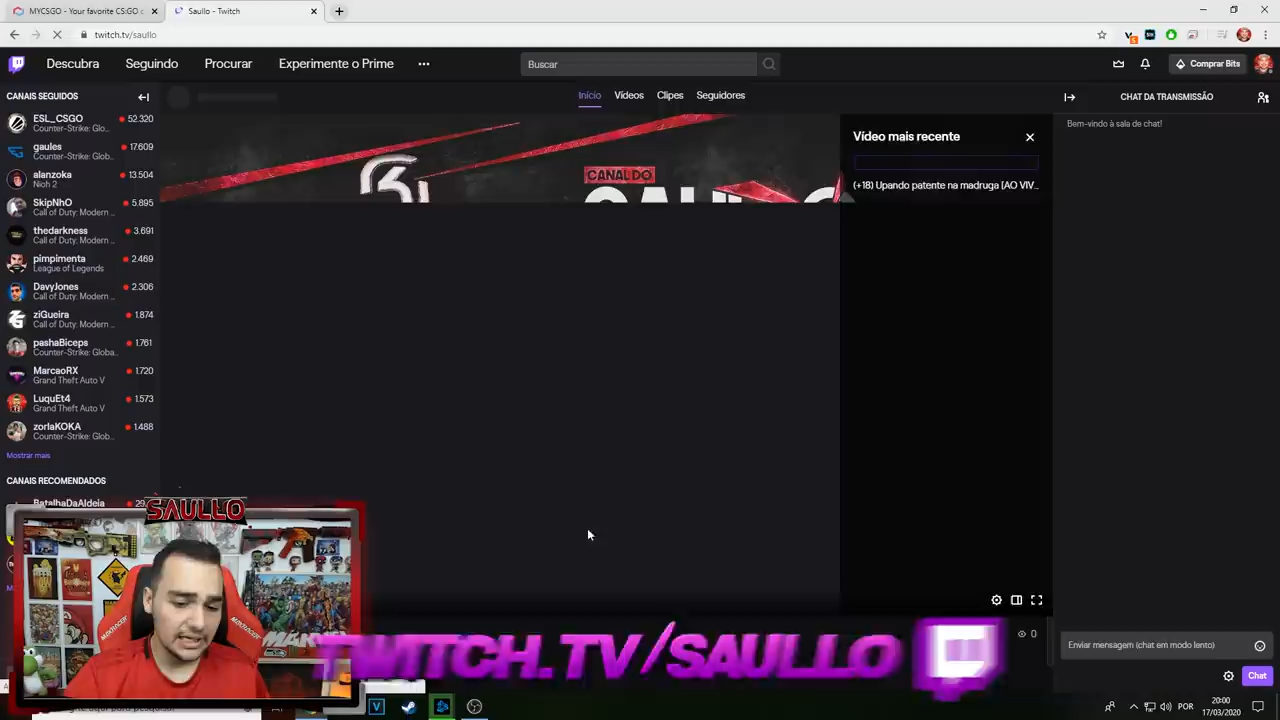 MYCSGO - Your favorite CS:GO c
Saullo - Twitch
twitch.tv/saullo
Descubra
Seguindo
Procurar
Experimente o Prime
Buscar
Comprar Bits
CANAIS SEGUIDOS
Início
Vídeos
Clipes
Seguidores
CHAT DA TRANSMISSÃO
ESL_CSGO
52.320
Counter-Strike: Glo...
gaules
17.609
Counter-Strike: Glob...
alanzoka
13.504
Nioh 2
SkipNhO
5.895
Call of Duty: Modern ...
thedarkness
3.691
Call of Duty: Modern ...
pimpimenta
2.469
League of Legends
DavyJones
2.306
Call of Duty: Modern ...
ziGueira
1.874
Call of Duty: Modern ...
pashaBiceps
1.761
Counter-Strike: Globa...
MarcaoRX
1.720
Grand Theft Auto V
LuquEt4
1.573
Grand Theft Auto V
zorlaKOKA
1.488
Counter-Strike: Glob...
Mostrar mais
CANAIS RECOMENDADOS
BatalhaDaAldeia
CANAL DO
Vídeo mais recente
(+18) Upando patente na madruga [AO VIV...
Bem-vindo à sala de chat!
SAULLO
MAXRACER
TWITCH.TV/SAULLO
0
Enviar mensagem (chat em modo lento)
Chat
POR
20:00
17/03/2020